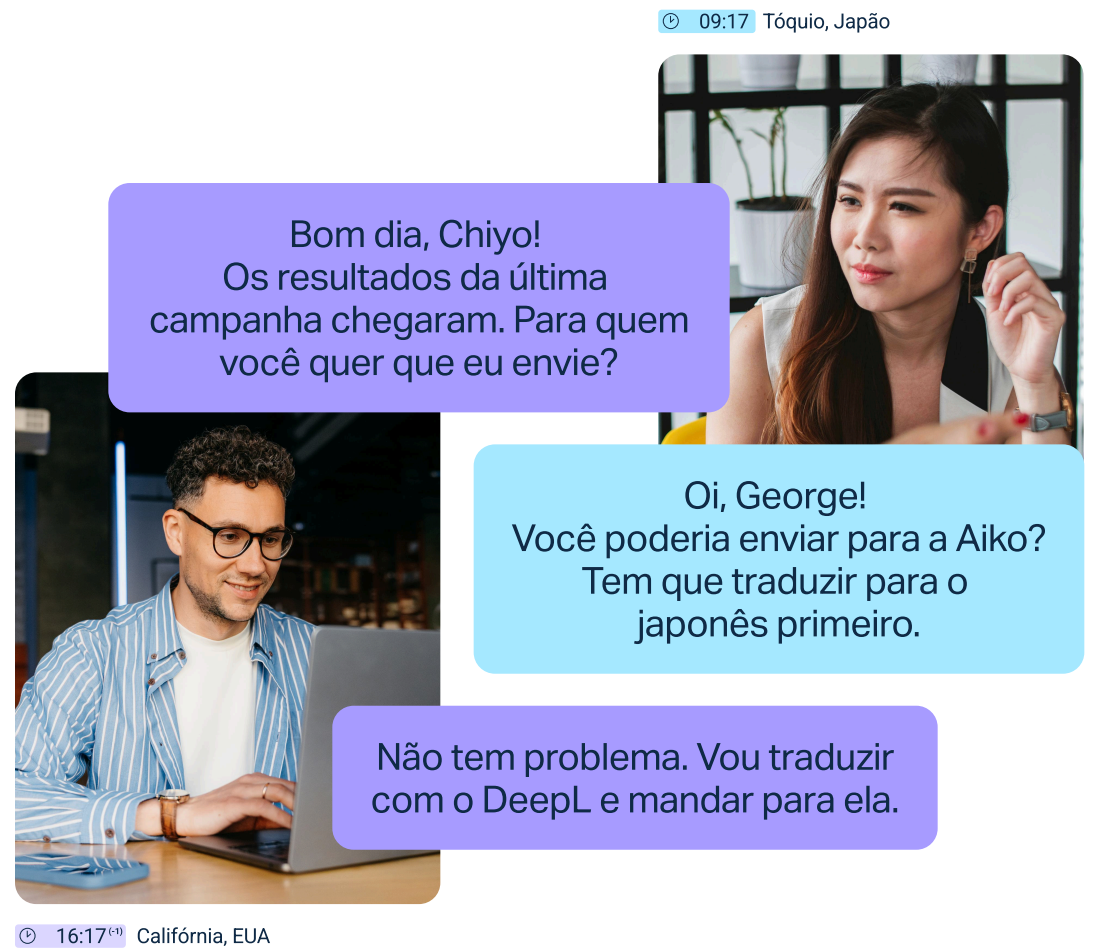 09:17 Tóquio, Japão
Bom dia, Chiyo!
Os resultados da última
campanha chegaram. Para quem
você quer que eu envie?
Oi, George!
Você poderia enviar para a Aiko?
Tem que traduzir para o
japonês primeiro.
Não tem problema. Vou traduzir
com o DeepL e mandar para ela.
16:17(-1) Califórnia, EUA